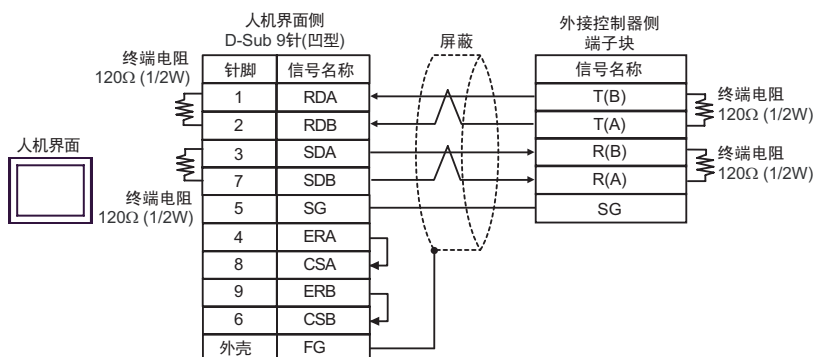 人机界面侧
D-Sub 9针(凹型)
屏蔽
外接控制器侧
端子块
终端电阻
120Ω (1/2W)
针脚 信号名称
信号名称
1 RDA
T(B)
终端电阻
120Ω (1/2W)
2 RDB
T(A)
人机界面
3 SDA
R(B)
终端电阻
120Ω (1/2W)
7 SDB
R(A)
终端电阻
120Ω (1/2W)
5 SG
SG
4 ERA
8 CSA
9 ERB
6 CSB
外壳 FG